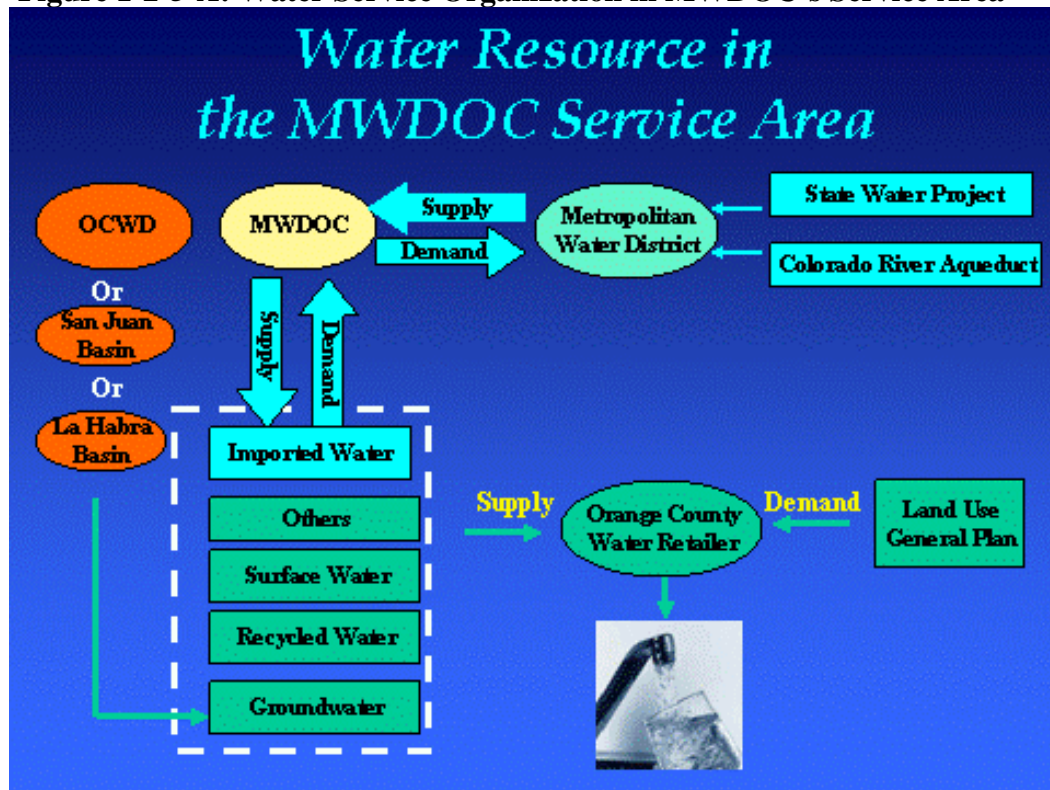 Water Resource in
the MWDOC Service Area
OCWD
Or
San Juan
Basin
Or
La Habra
Basin
MWDOC
Supply
Demand
Metropolitan
Water District
State Water Project
Colorado River Aqueduct
Supply
Demand
Imported Water
Others
Surface Water
Recycled Water
Groundwater
Supply
Orange County
Water Retailer
Demand
Land Use
General Plan